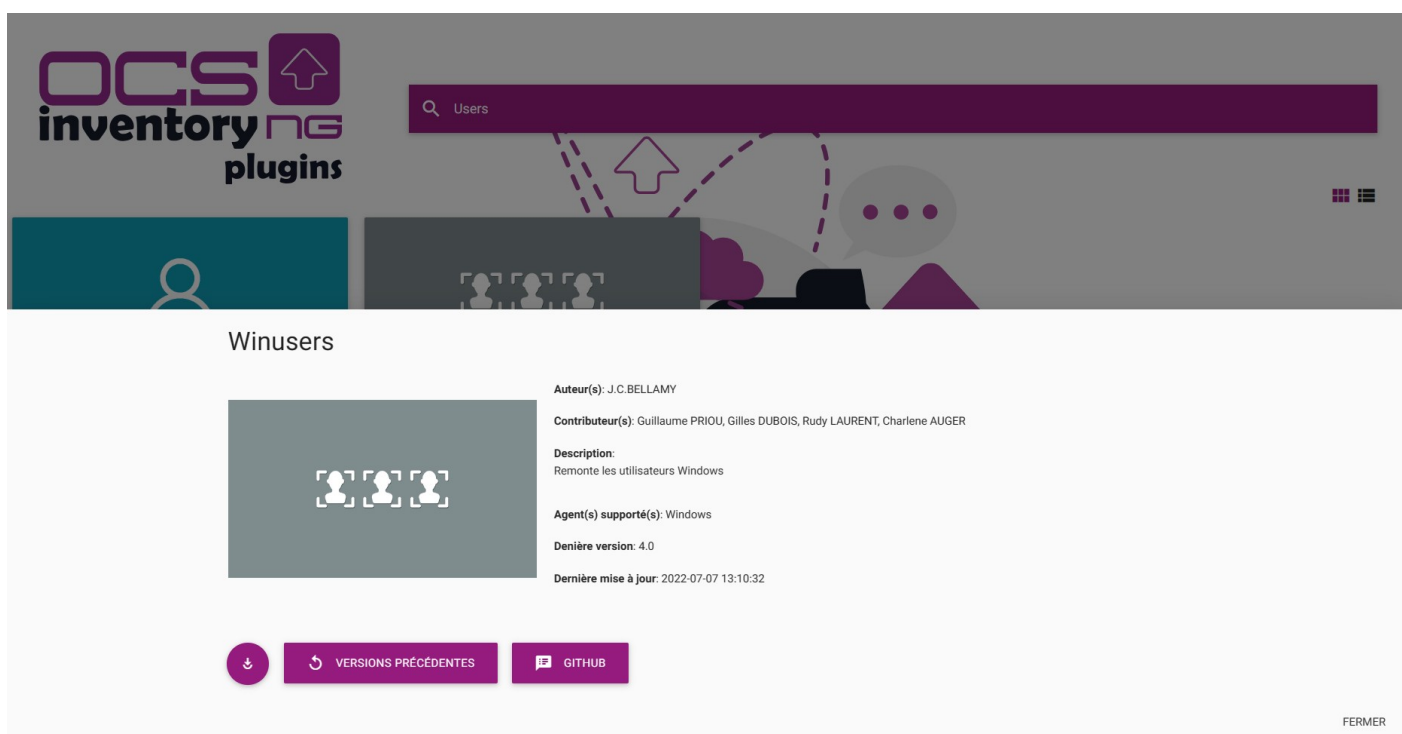 OCS
inventory NG
plugins
Users
Winusers
Auteur(s): J.C.BELLAMY
Contributeur(s): Guillaume PRIOU, Gilles DUBOIS, Rudy LAURENT, Charlene AUGER
Description:
Remonte les utilisateurs Windows
Agent(s) supporté(s): Windows
Denière version: 4.0
Dernière mise à jour: 2022-07-07 13:10:32
VERSIONS PRÉCÉDENTES
GITHUB
FERMER